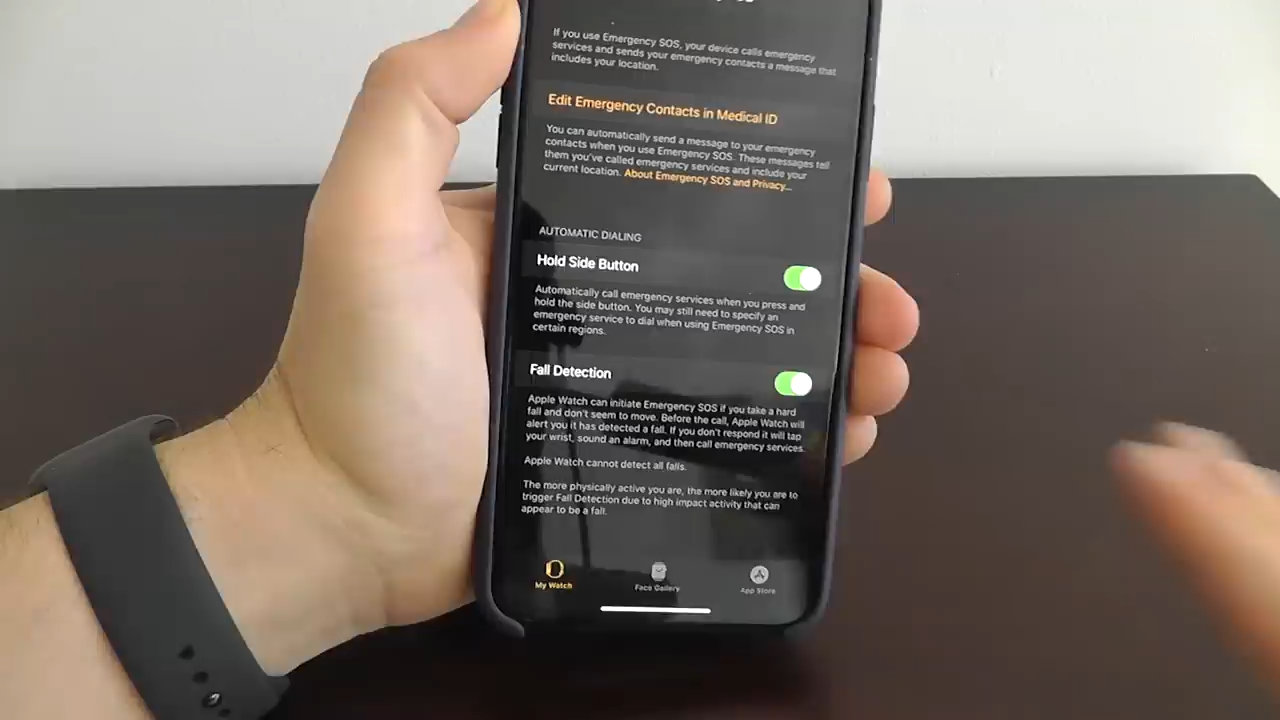 If you use Emergency SOS, your device calls emergency
services and sends your emergency contacts a message that
includes your location.
Edit Emergency Contacts in Medical ID
You can automatically send a message to your emergency
contacts when you use Emergency SOS. These messages tell
them you've called emergency services and include your
current location. About Emergency SOS and Privacy...
AUTOMATIC DIALING
Hold Side Button
Automatically call emergency services when you press and
hold the side button. You may still need to specify an
emergency service to dial when using Emergency SOS in
certain regions.
Fall Detection
Apple Watch can initiate Emergency SOS if you take a hard
fall and don't seem to move. Before the call, Apple Watch will
alert you it has detected a fall. If you don't respond it will tap
your wrist, sound an alarm, and then call emergency services.
Apple Watch cannot detect all falls.
The more physically active you are, the more likely you are to
trigger Fall Detection due to high impact activity that can
appear to be a fall.
My Watch
Face Gallery
App Store